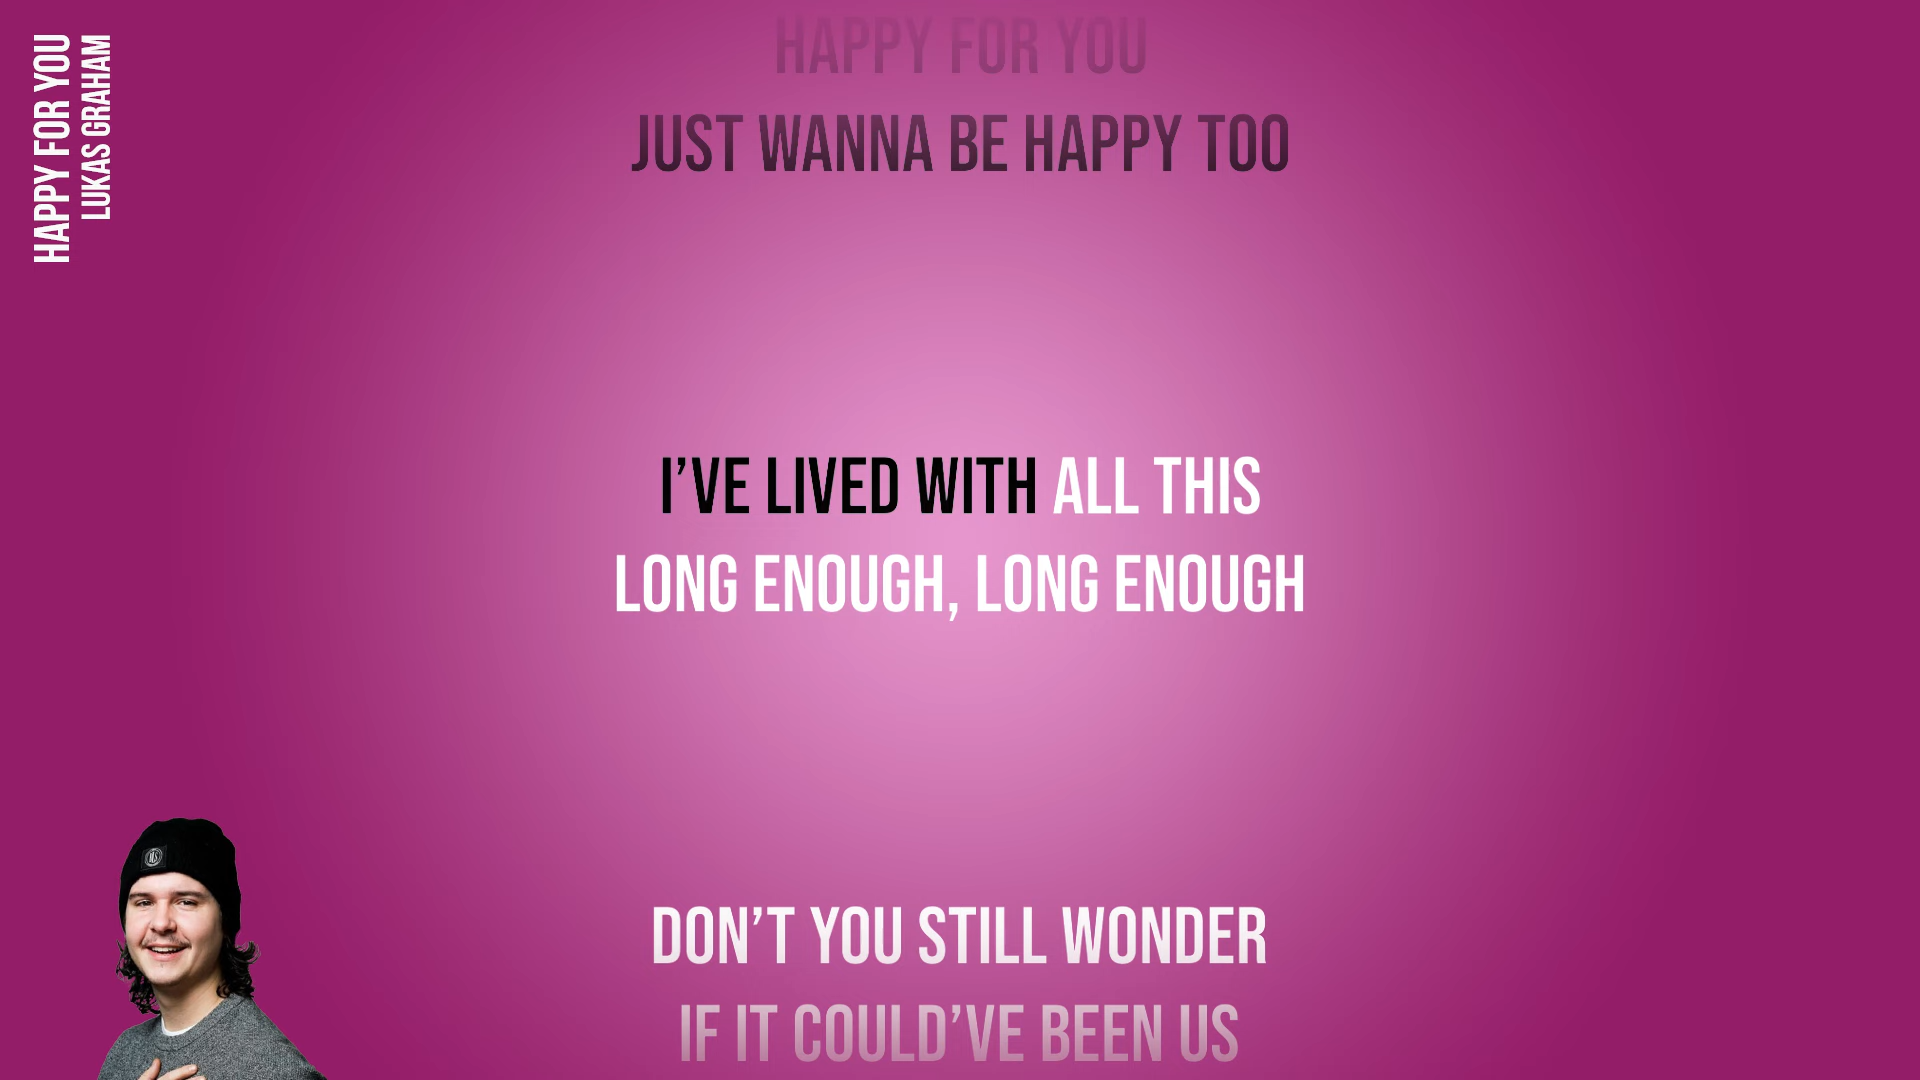 HAPPY FOR YOU
LUKAS GRAHAM
HAPPY FOR YOU
JUST WANNA BE HAPPY TOO
I’VE LIVED WITH ALL THIS
LONG ENOUGH, LONG ENOUGH
DON’T YOU STILL WONDER
IF IT COULD’VE BEEN US